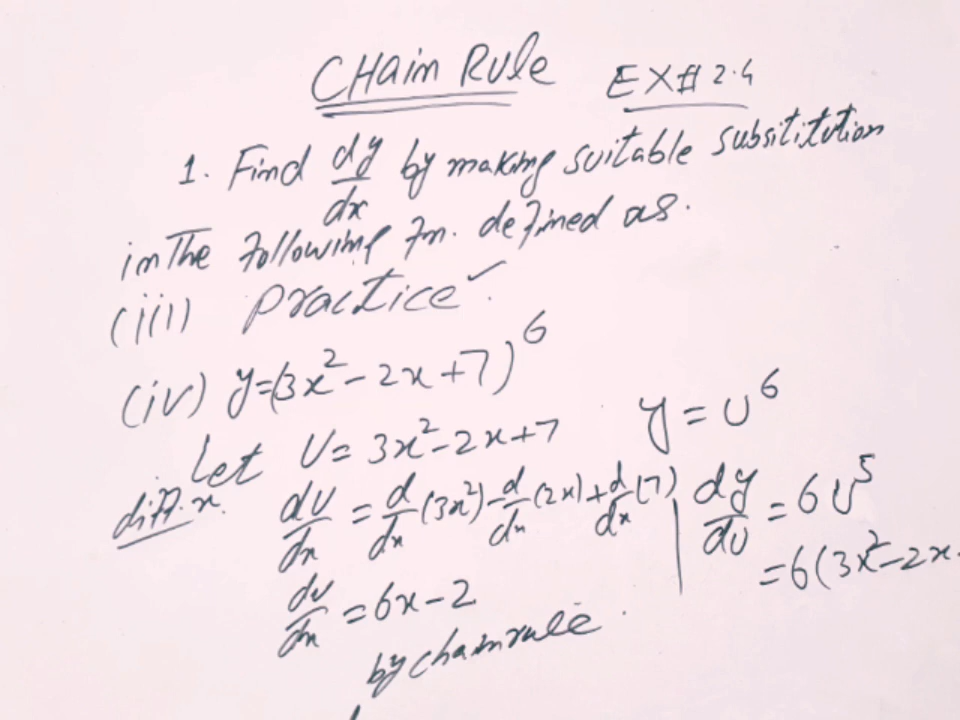 CHain Rule EX# 2.4
1. Find dy/dx by making suitable subsititution
in the following fn. defined as.
(iii) practice ✓.
(iv) y=(3x²-2x+7)⁶
Let U= 3x²-2x+7 y=U⁶
diff. x. dU/dx = d/dx(3x²)-d/dx(2x)+d/dx(7) | dy/dU = 6U⁵
dU/dx = 6x-2 =6(3x²-2x
by chain rule.